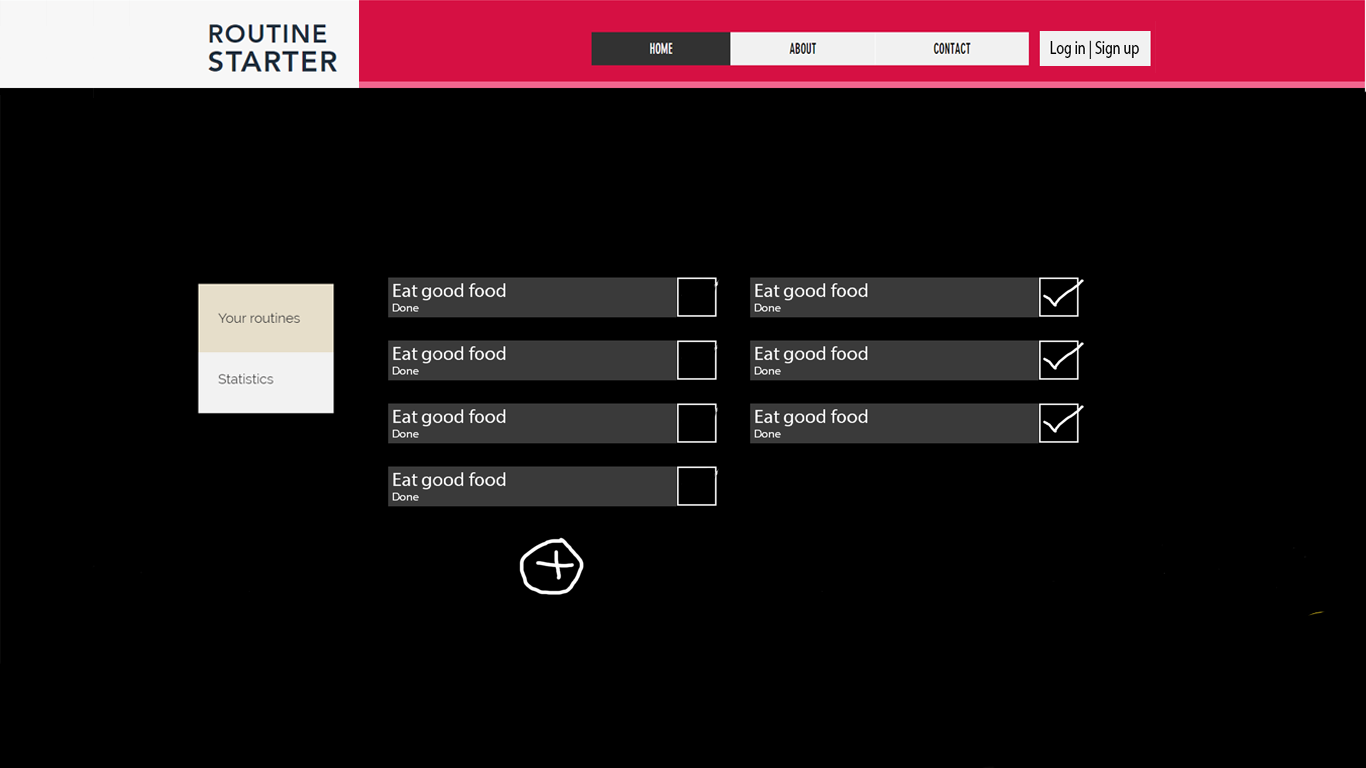 ROUTINE
STARTER
HOME
ABOUT
CONTACT
Log in | Sign up
Your routines
Statistics
Eat good food
Done
Eat good food
Done
Eat good food
Done
Eat good food
Done
Eat good food
Done
Eat good food
Done
Eat good food
Done